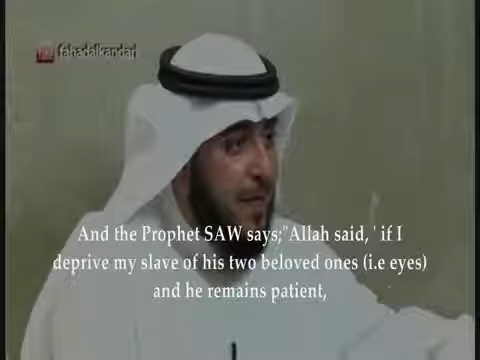 fahadalkandari
And the Prophet SAW says;"Allah said, ' if I
deprive my slave of his two beloved ones (i.e eyes)
and he remains patient,